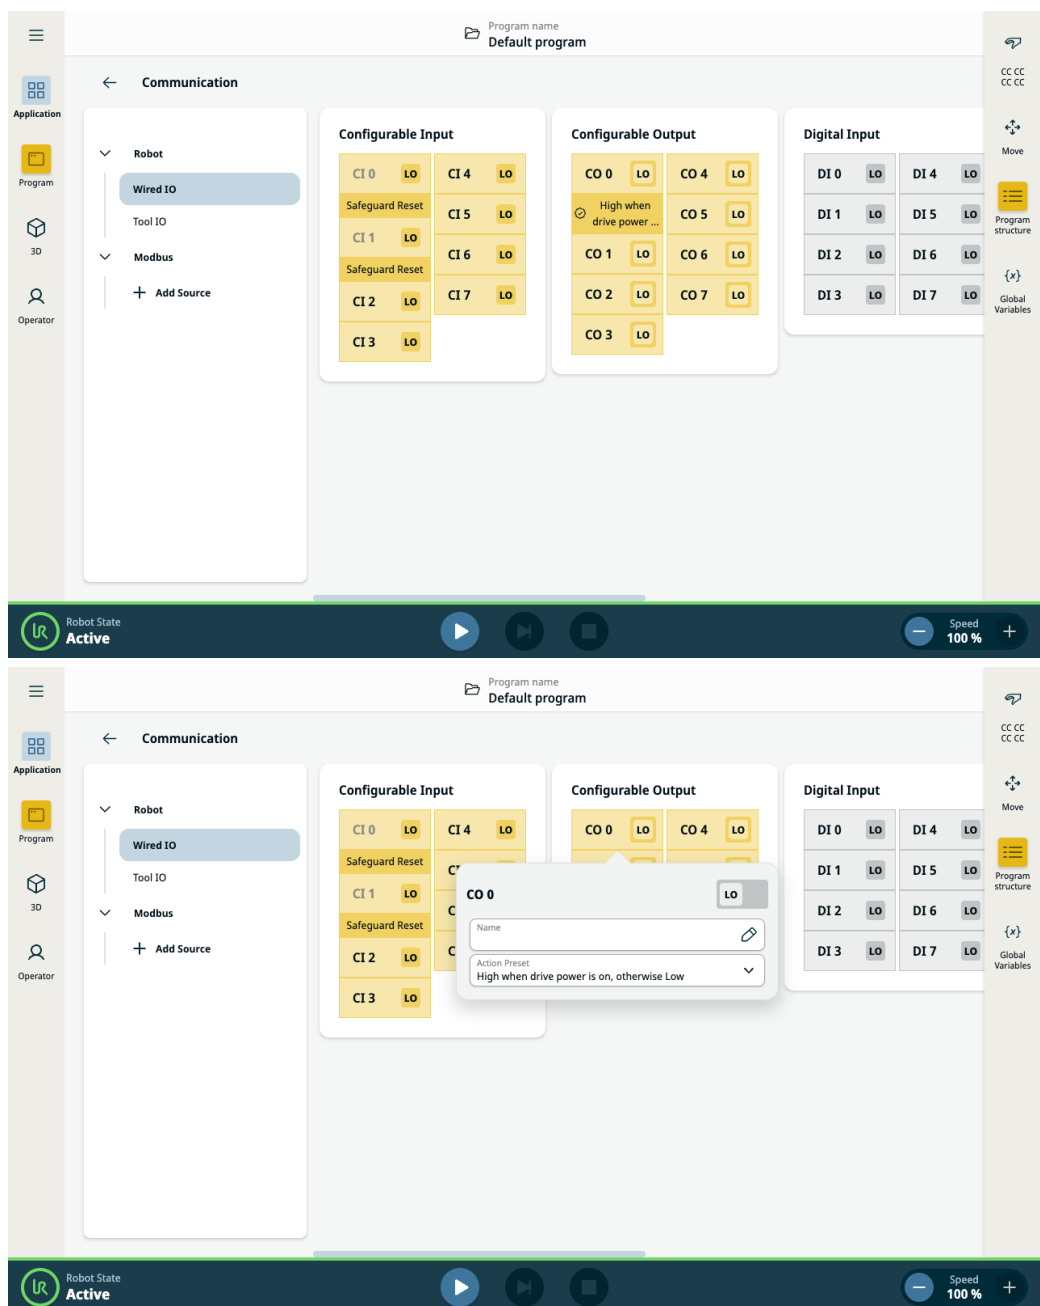 Program name
Default program
Communication
Application
Program
3D
Operator
Robot
Wired IO
Tool IO
Modbus
Add Source
Configurable Input
CI 0 LO
Safeguard Reset
CI 1 LO
Safeguard Reset
CI 2 LO
CI 3 LO
CI 4 LO
CI 5 LO
CI 6 LO
CI 7 LO
Configurable Output
CO 0 LO
High when
drive power ...
CO 1 LO
CO 2 LO
CO 3 LO
CO 4 LO
CO 5 LO
CO 6 LO
CO 7 LO
Digital Input
DI 0 LO
DI 1 LO
DI 2 LO
DI 3 LO
DI 4 LO
DI 5 LO
DI 6 LO
DI 7 LO
CC CC
CC CC
Move
Program
structure
{x}
Global
Variables
UR
Robot State
Active
Speed
100 %
Program name
Default program
Communication
Application
Program
3D
Operator
Robot
Wired IO
Tool IO
Modbus
Add Source
Configurable Input
CI 0 LO
Safeguard Reset
CI 1 LO
Safeguard Reset
CI 2 LO
CI 3 LO
CI 4 LO
Configurable Output
CO 0 LO
CO 4 LO
CO 0
LO
Name
Action Preset
High when drive power is on, otherwise Low
Digital Input
DI 0 LO
DI 1 LO
DI 2 LO
DI 3 LO
DI 4 LO
DI 5 LO
DI 6 LO
DI 7 LO
CC CC
CC CC
Move
Program
structure
{x}
Global
Variables
UR
Robot State
Active
Speed
100 %